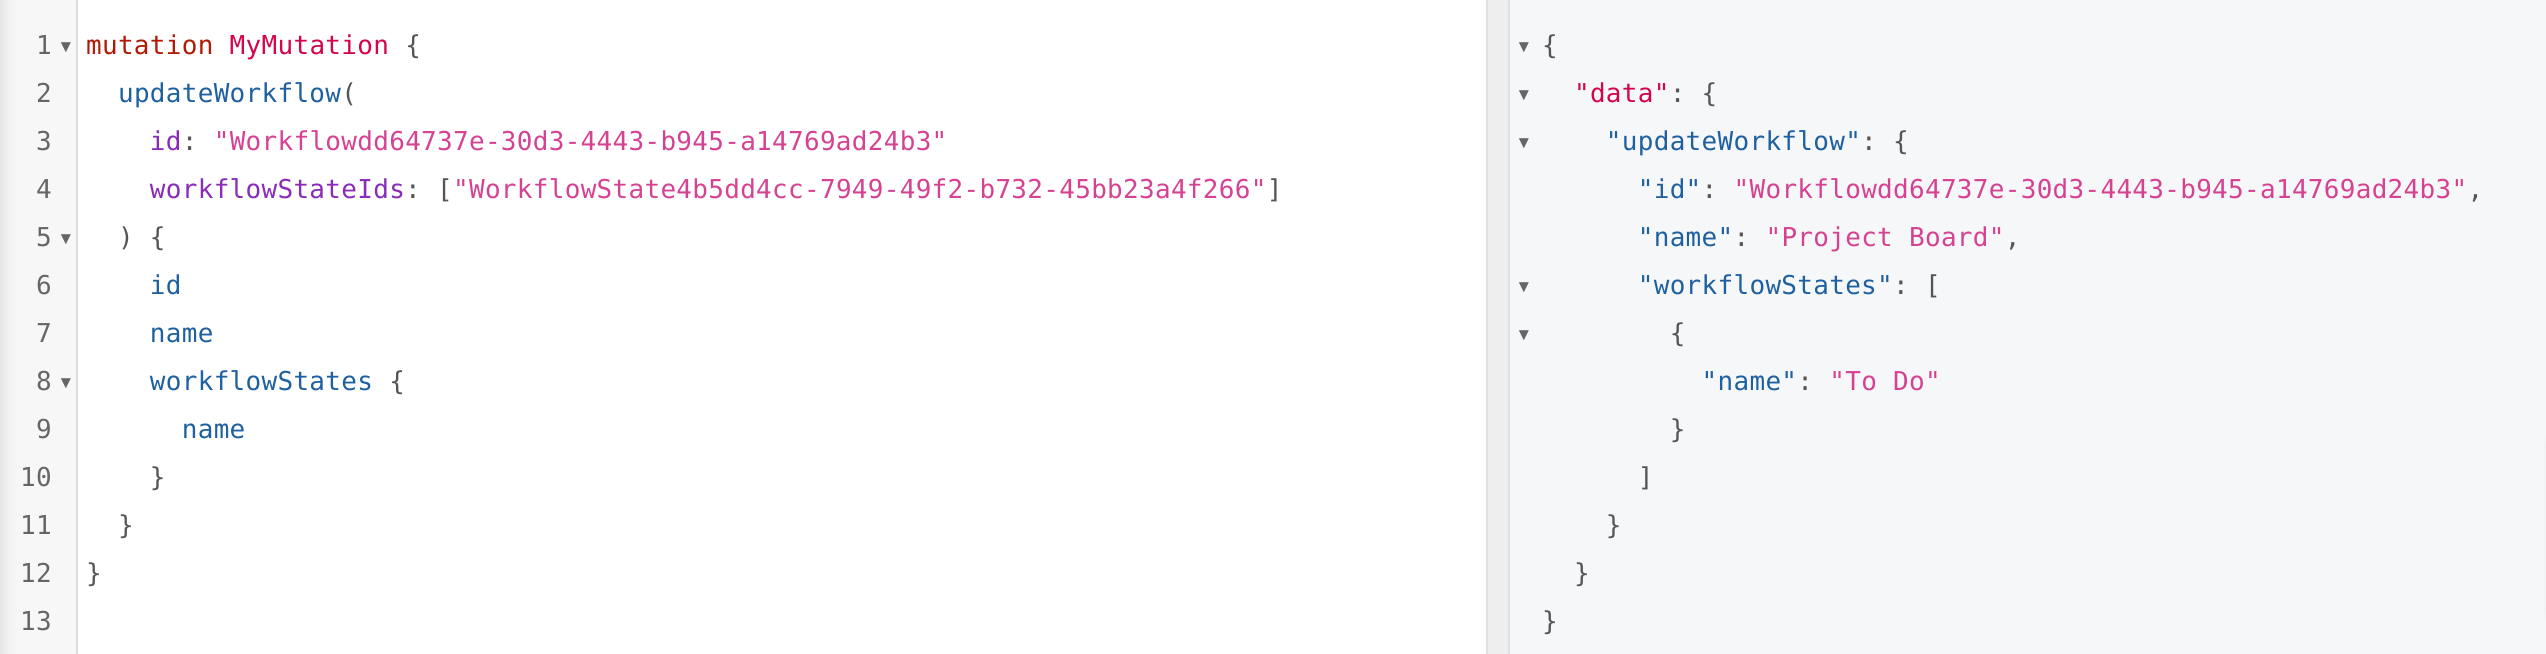 1 ▼ mutation MyMutation {
2   updateWorkflow(
3     id: "Workflowdd64737e-30d3-4443-b945-a14769ad24b3"
4     workflowStateIds: ["WorkflowState4b5dd4cc-7949-49f2-b732-45bb23a4f266"]
5 ▼   ) {
6     id
7     name
8 ▼     workflowStates {
9       name
10     }
11   }
12 }
13
▼ {
▼   "data": {
▼     "updateWorkflow": {
      "id": "Workflowdd64737e-30d3-4443-b945-a14769ad24b3",
      "name": "Project Board",
▼       "workflowStates": [
▼         {
          "name": "To Do"
        }
      ]
    }
  }
}